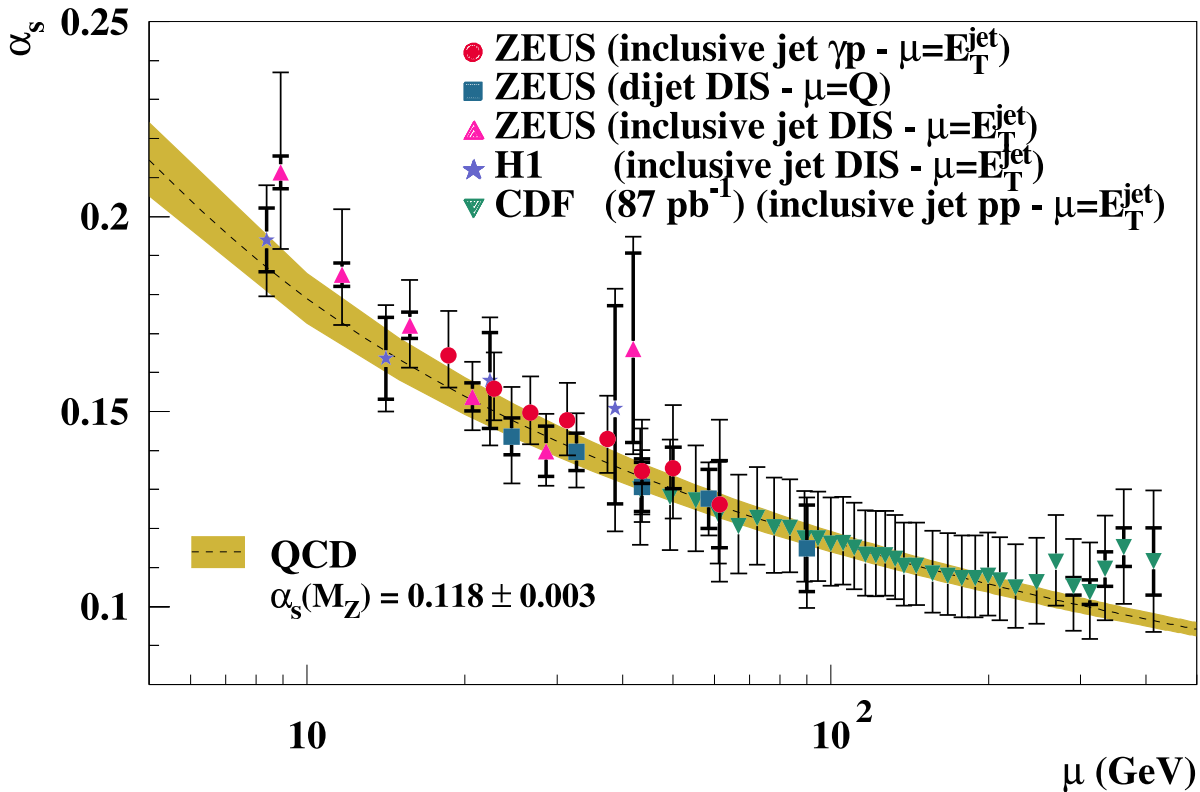 α_s
0.25
0.2
0.15
0.1
ZEUS (inclusive jet γp - μ=E_T^jet)
ZEUS (dijet DIS - μ=Q)
ZEUS (inclusive jet DIS - μ=E_T^jet)
H1 (inclusive jet DIS - μ=E_T^jet)
CDF (87 pb^-1) (inclusive jet pp - μ=E_T^jet)
QCD
α_s(M_Z) = 0.118 ± 0.003
10
10^2
μ (GeV)